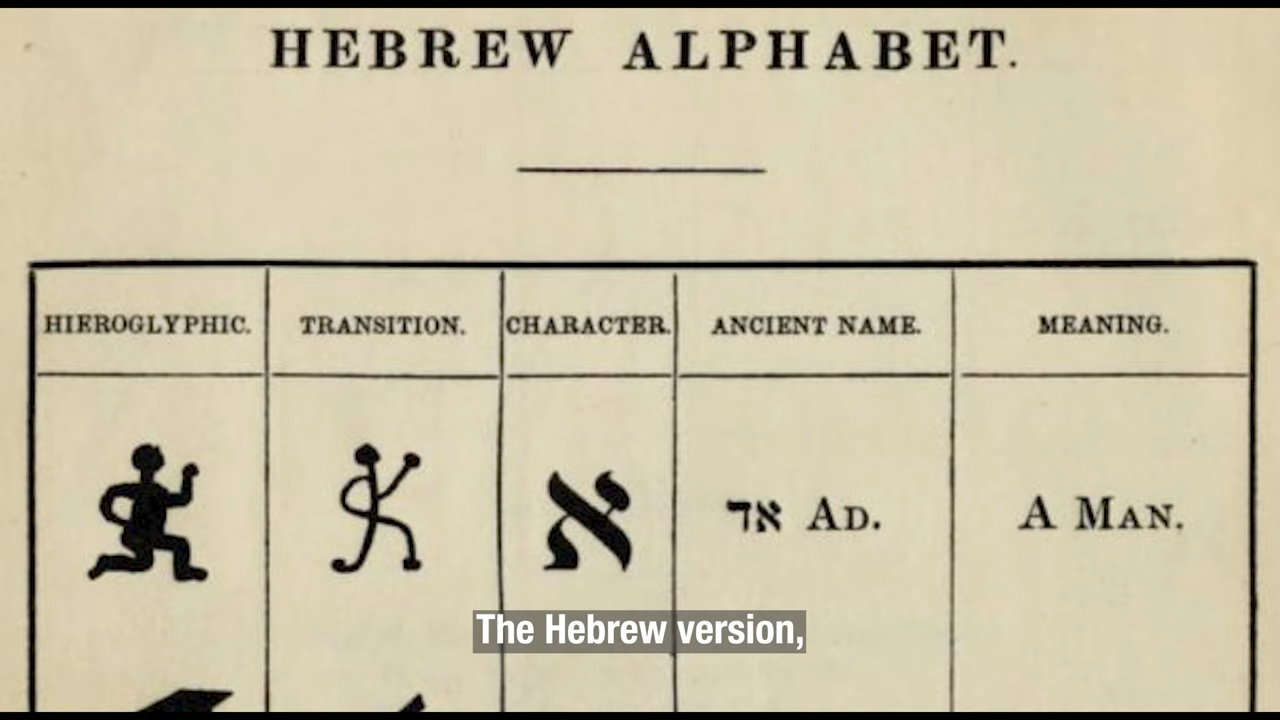 HEBREW ALPHABET.
HIEROGLYPHIC. TRANSITION. CHARACTER. ANCIENT NAME. MEANING.
א אד AD. A MAN.
The Hebrew version,